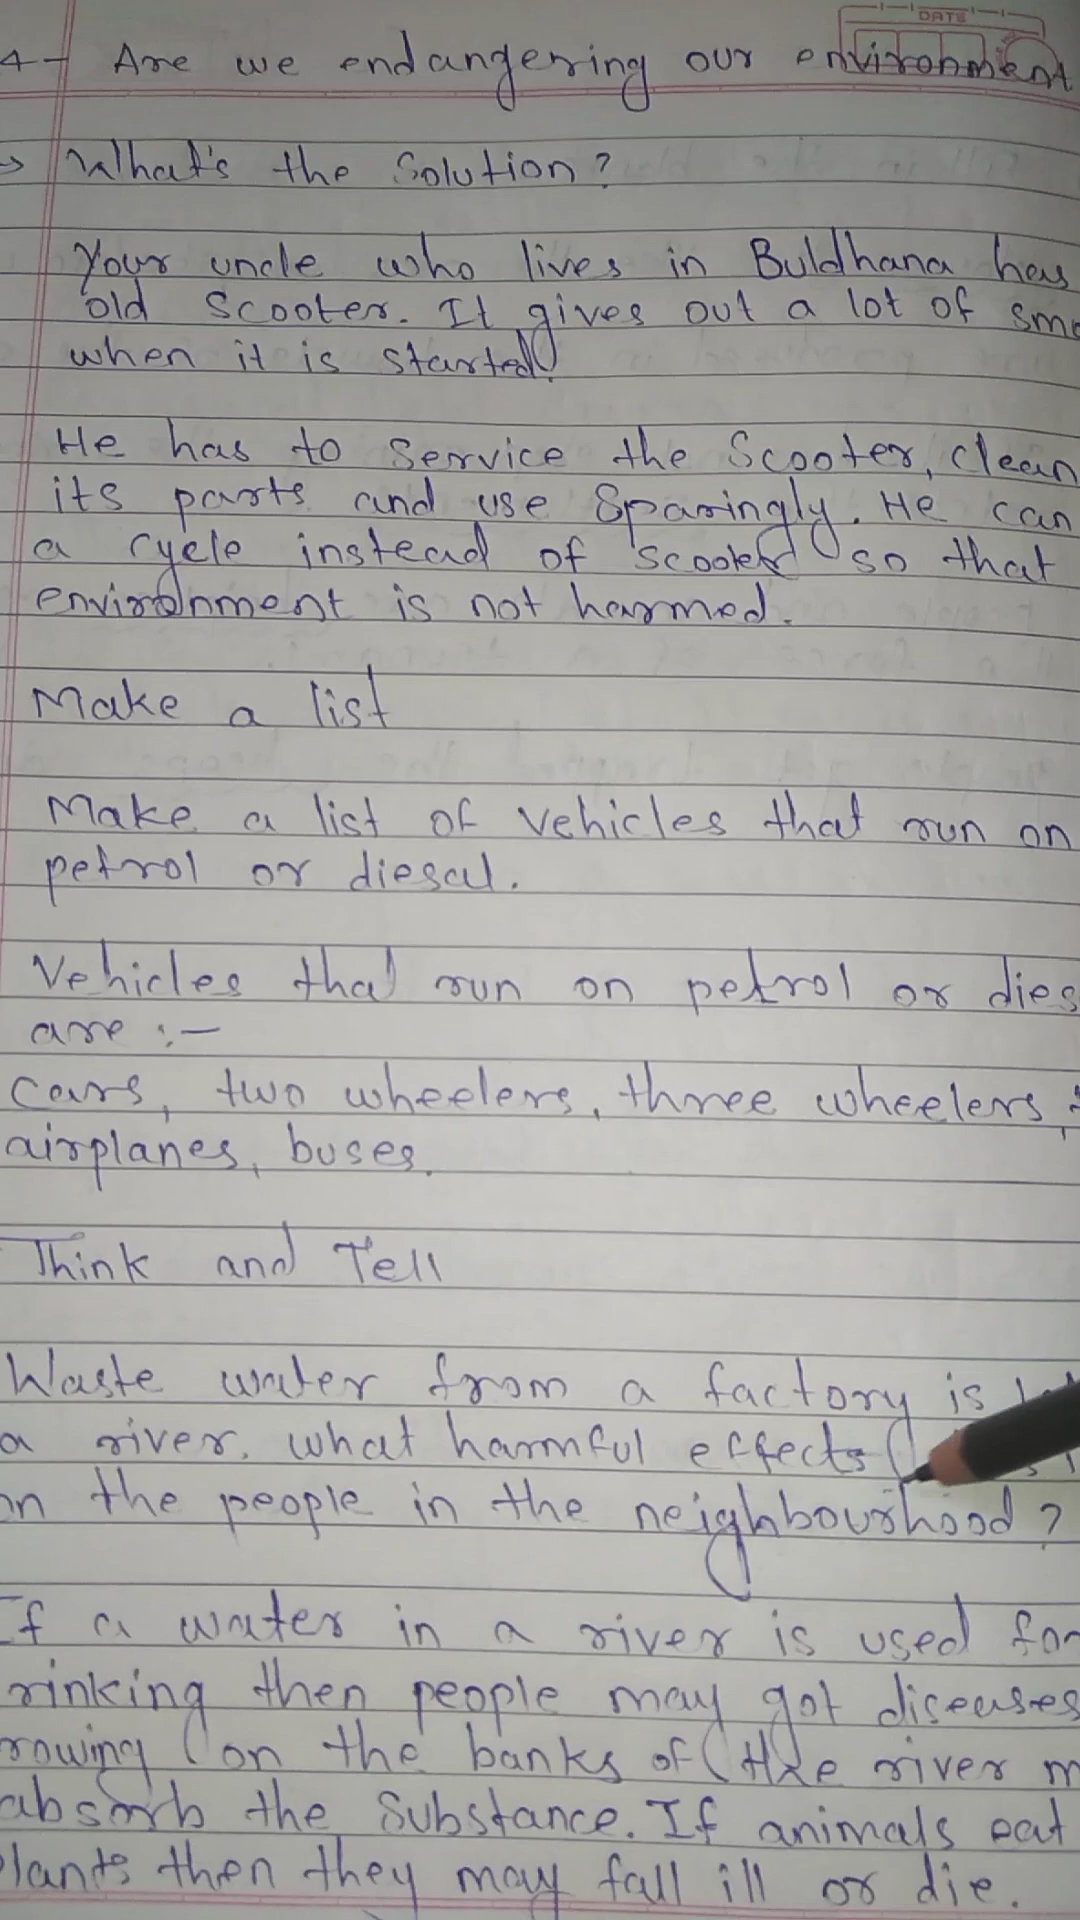 DATE
4- Are we endangering our environment
→ What's the Solution?
Your uncle who lives in Buldhana has
old Scooter. It gives out a lot of smo
when it is started.
He has to Service the Scooter, clean
its parts and use Sparingly. He can
a cycle instead of scooter so that
environment is not harmed.
Make a list
Make a list of vehicles that run on
petrol or diesal.
Vehicles that run on petrol or dies
are :-
Cars, two wheelers, three wheelers,
airplanes, buses.
Think and Tell
Waste water from a factory is
a river. what harmful effects
on the people in the neighbourhood?
If a water in a river is used for
rinking then people may got diseases
rowing on the banks of the river m
absorb the Substance. If animals eat
lants then they may fall ill or die.